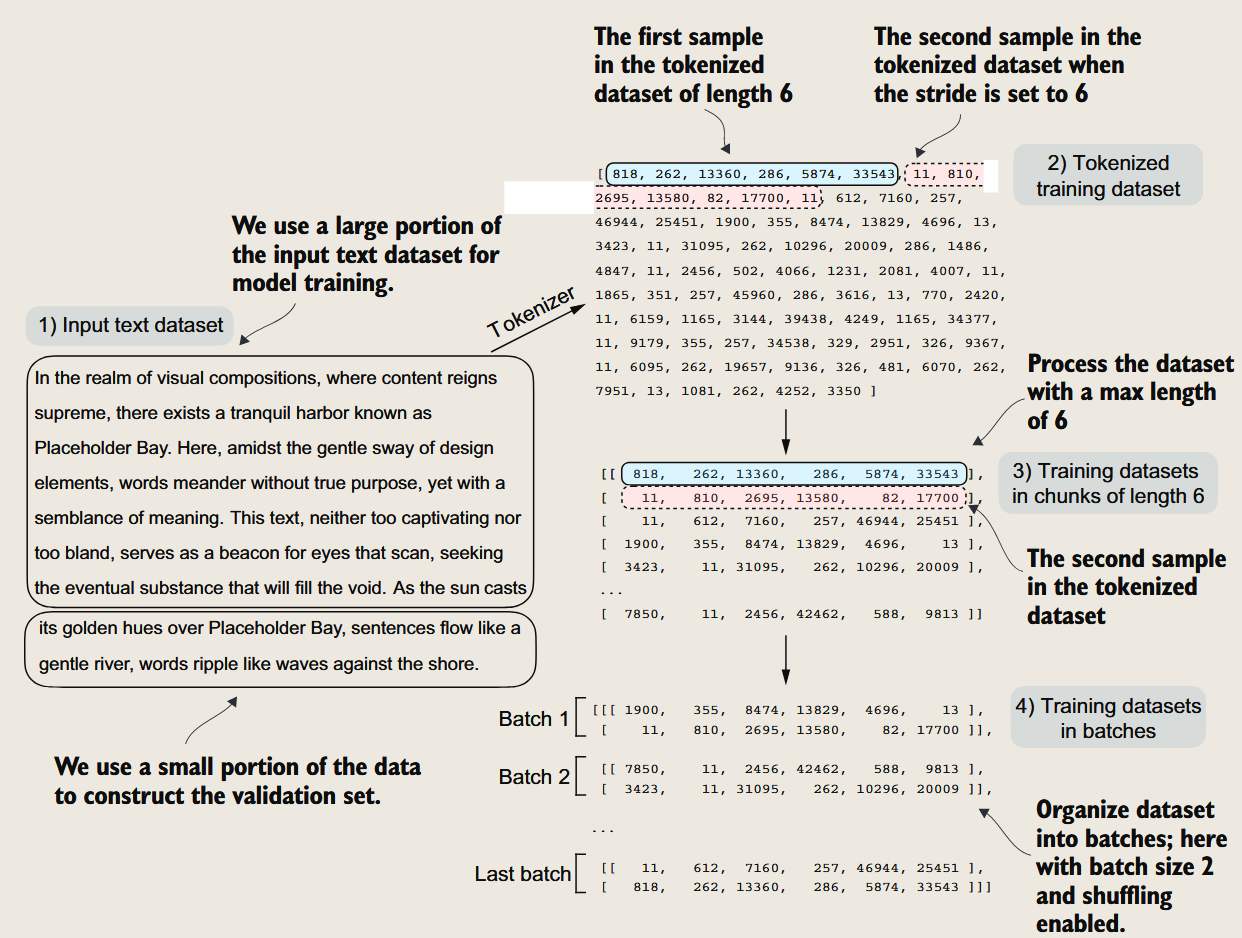 The first sample
in the tokenized
dataset of length 6
The second sample in the
tokenized dataset when
the stride is set to 6
2) Tokenized
training dataset
[ 818, 262, 13360, 286, 5874, 33543, 11, 810,
2695, 13580, 82, 17700, 11, 612, 7160, 257,
46944, 25451, 1900, 355, 8474, 13829, 4696, 13,
3423, 11, 31095, 262, 10296, 20009, 286, 1486,
4847, 11, 2456, 502, 4066, 1231, 2081, 4007, 11,
1865, 351, 257, 45960, 286, 3616, 13, 770, 2420,
11, 6159, 1165, 3144, 39438, 4249, 1165, 34377,
11, 9179, 355, 257, 34538, 329, 2951, 326, 9367,
11, 6095, 262, 19657, 9136, 326, 481, 6070, 262,
7951, 13, 1081, 262, 4252, 3350 ]
We use a large portion of
the input text dataset for
model training.
1) Input text dataset
Tokenizer
In the realm of visual compositions, where content reigns
supreme, there exists a tranquil harbor known as
Placeholder Bay. Here, amidst the gentle sway of design
elements, words meander without true purpose, yet with a
semblance of meaning. This text, neither too captivating nor
too bland, serves as a beacon for eyes that scan, seeking
the eventual substance that will fill the void. As the sun casts
its golden hues over Placeholder Bay, sentences flow like a
gentle river, words ripple like waves against the shore.
We use a small portion of the data
to construct the validation set.
Process the dataset
with a max length
of 6
3) Training datasets
in chunks of length 6
[[ 818, 262, 13360, 286, 5874, 33543 ],
[ 11, 810, 2695, 13580, 82, 17700 ],
[ 11, 612, 7160, 257, 46944, 25451 ],
[ 1900, 355, 8474, 13829, 4696, 13 ],
[ 3423, 11, 31095, 262, 10296, 20009 ],
...
[ 7850, 11, 2456, 42462, 588, 9813 ]]
The second sample
in the tokenized
dataset
4) Training datasets
in batches
Batch 1
[[[ 1900, 355, 8474, 13829, 4696, 13 ],
[ 11, 810, 2695, 13580, 82, 17700 ]],
Batch 2
[[ 7850, 11, 2456, 42462, 588, 9813 ],
[ 3423, 11, 31095, 262, 10296, 20009 ]],
...
Last batch
[[ 11, 612, 7160, 257, 46944, 25451 ],
[ 818, 262, 13360, 286, 5874, 33543 ]]]
Organize dataset
into batches; here
with batch size 2
and shuffling
enabled.